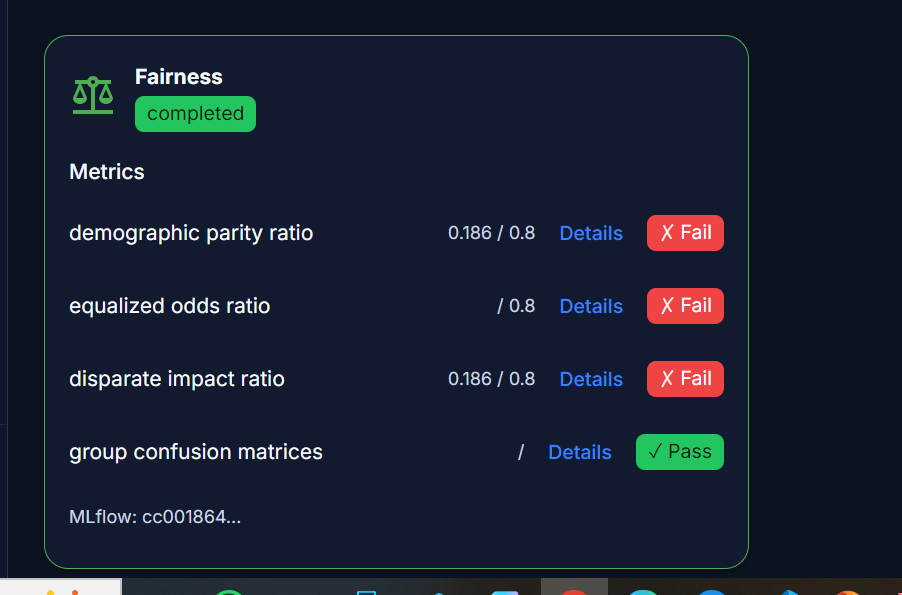 Fairness
completed
Metrics
demographic parity ratio 0.186 / 0.8 Details ✗ Fail
equalized odds ratio / 0.8 Details ✗ Fail
disparate impact ratio 0.186 / 0.8 Details ✗ Fail
group confusion matrices / Details ✓ Pass
MLflow: cc001864...